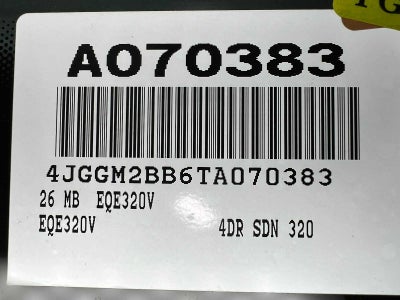 A070383
4JGGM2BB6TA070383
26 MB EQE320V
EQE320V 4DR SDN 320